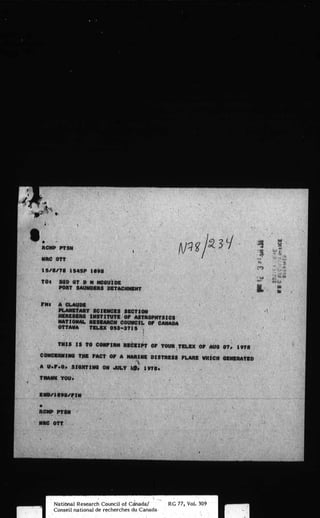 RCMP PTSN
NRC OTT
N78/234
15/8/78 1545P 1098
TO: SGD GT D M MCGUIDE
PORT SAUNDERS DETACHMENT
FM: A CLAUDE
PLANETARY SCIENCES SECTION
HERZBERG INSTITUTE OF ASTROPHYSICS
NATIONAL RESEARCH COUNCIL OF CANADA
OTTAWA TELEX 053-3715
THIS IS TO CONFIRM RECEIPT OF YOUR TELEX OF AUG 07, 1978
CONCERNING THE FACT OF A MARINE DISTRESS FLARE WHICH GENERATED
A U.F.O. SIGHTING ON JULY 1978.
THANK YOU.
END/1098/FIN
RCMP PTSN
NRC OTT
National Research Council of Canada/ RG 77, Vol. 309
Conseil national de recherches du Canada